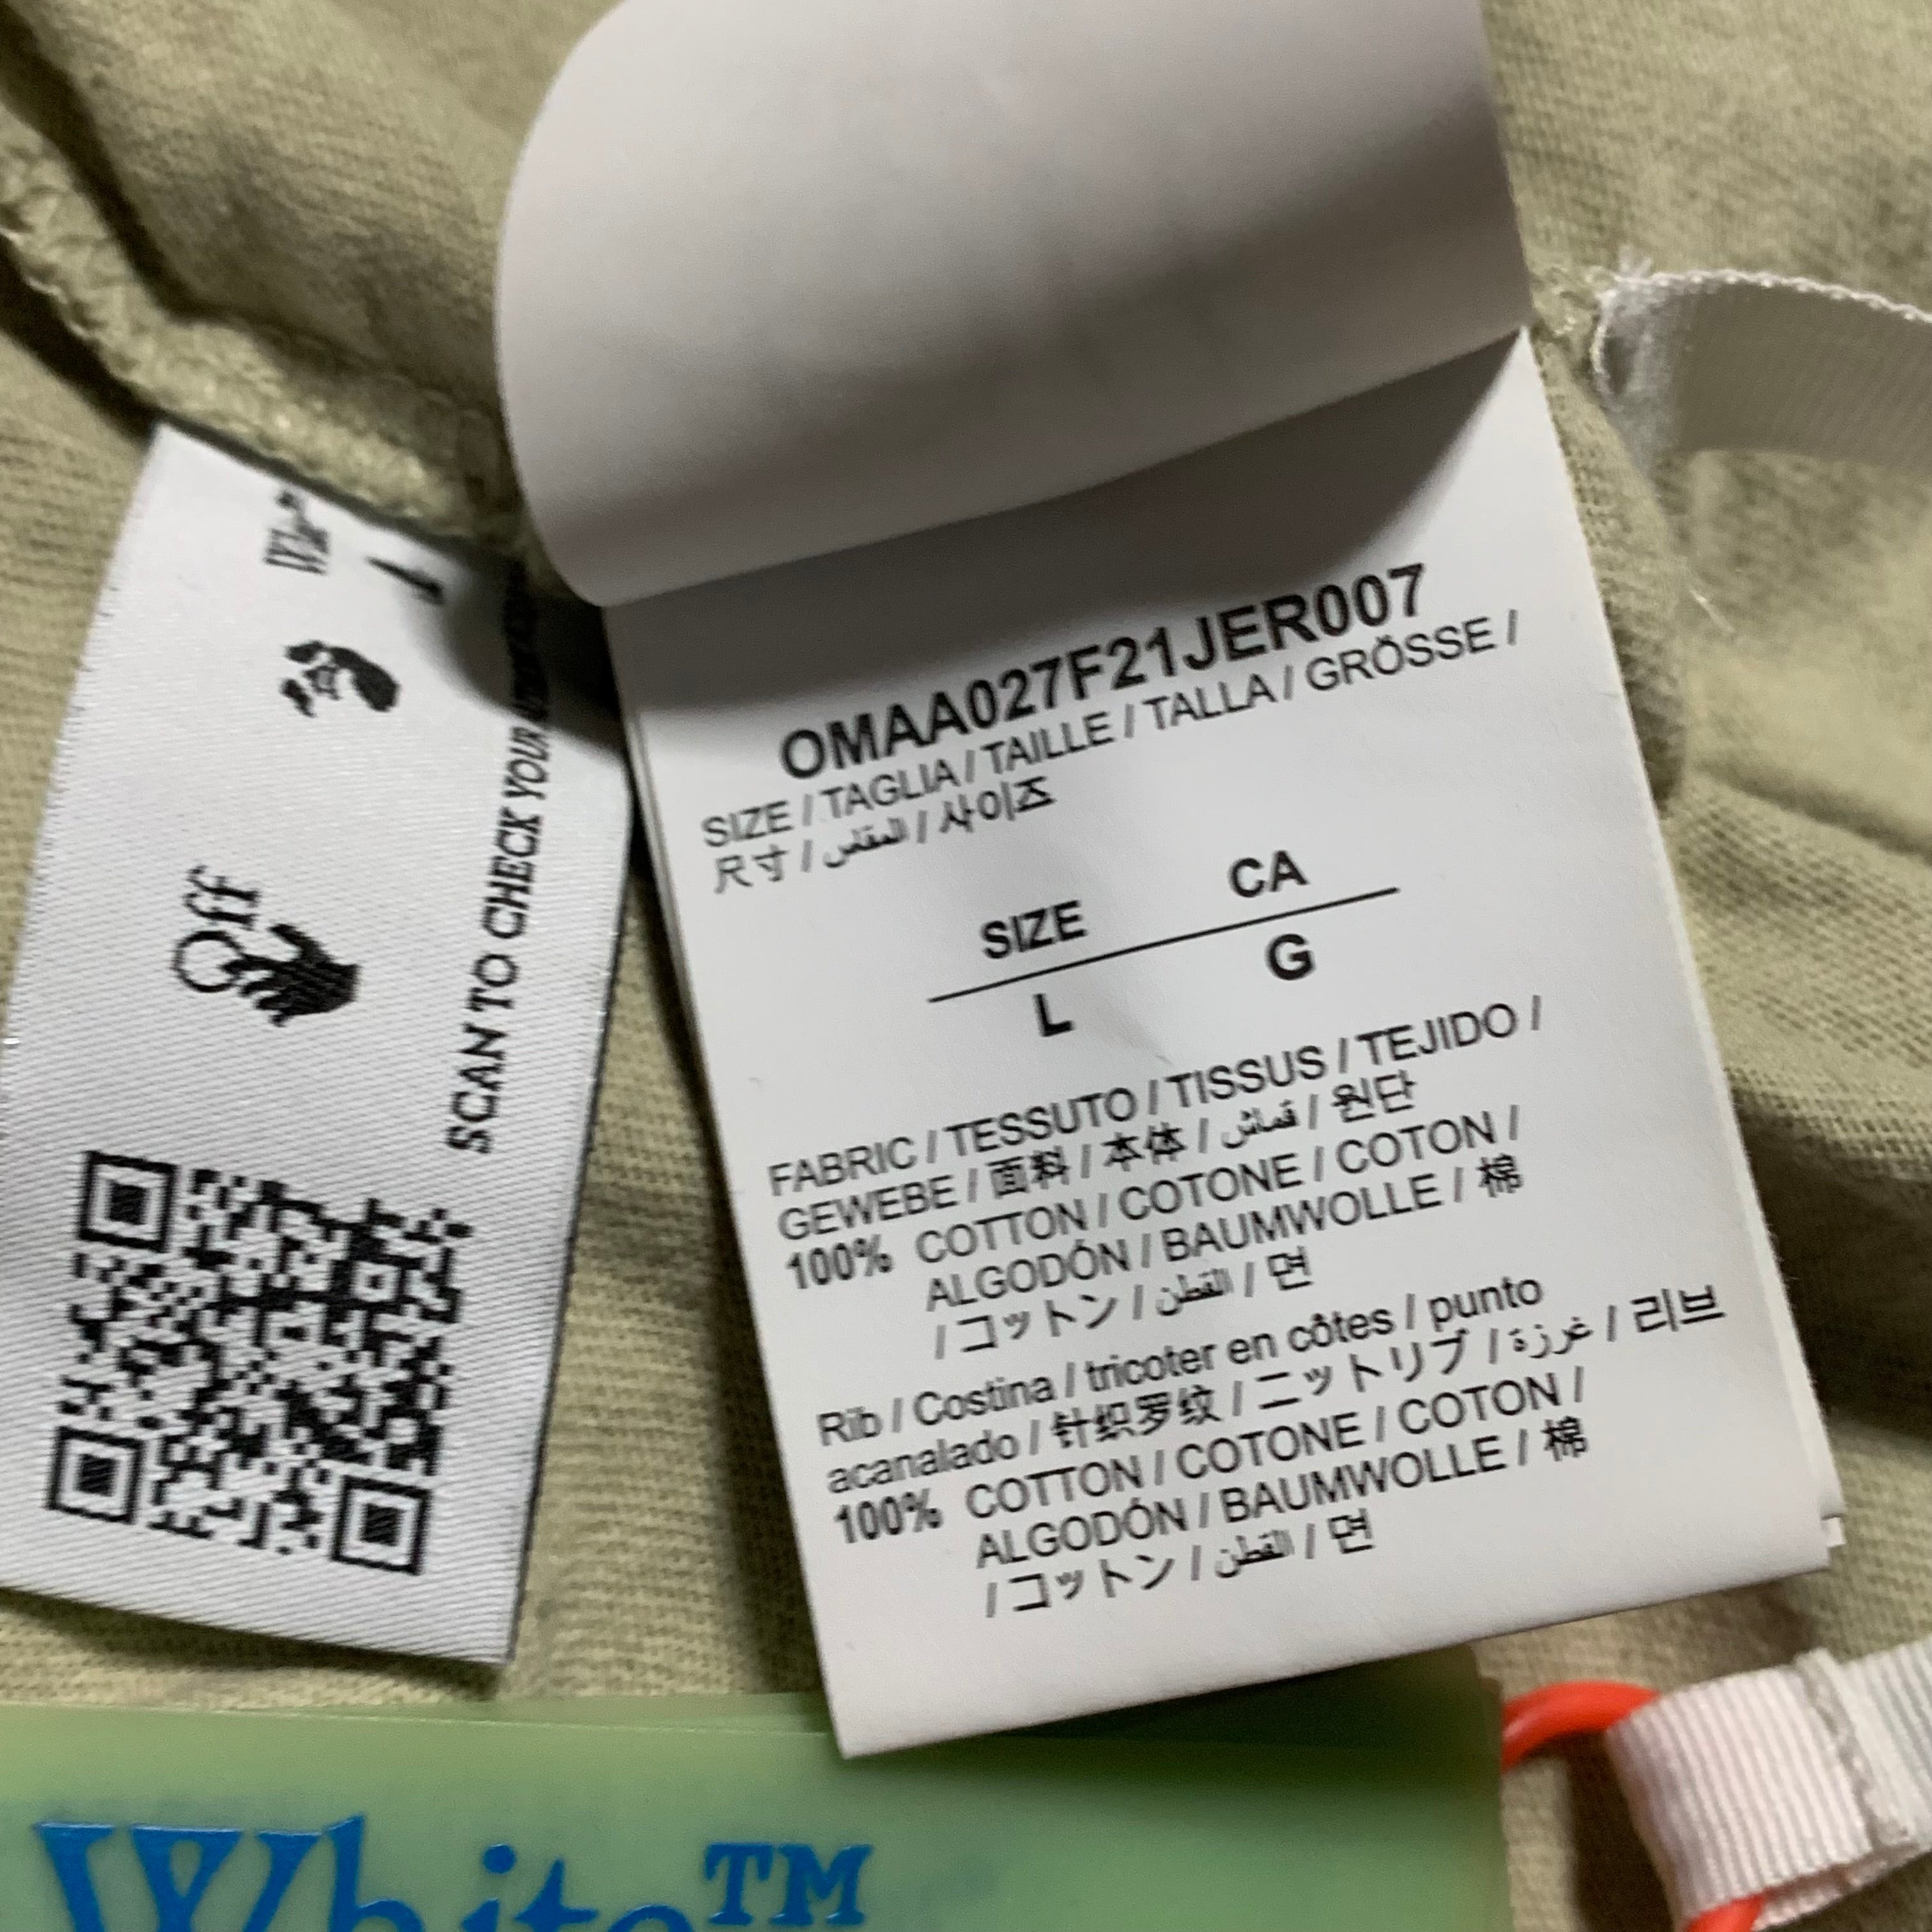 Off
SCAN TO CHECK YOUR
OMAA027F21JER007
SIZE / TAGLIA / TAILLE / TALLA / GRÖSSE /
尺寸 / المقاس / 사이즈
SIZE CA
L G
FABRIC / TESSUTO / TISSUS / TEJIDO /
GEWEBE / 面料 / 本体 / قماش / 원단
100% COTTON / COTONE / COTON /
ALGODÓN / BAUMWOLLE / 棉
/ コットン / القطن / 면
Rib / Costina / tricoter en côtes / punto
acanalado / 针织罗纹 / ニットリブ / غرزة / 리브
100% COTTON / COTONE / COTON /
ALGODÓN / BAUMWOLLE / 棉
/ コットン / القطن / 면
White™